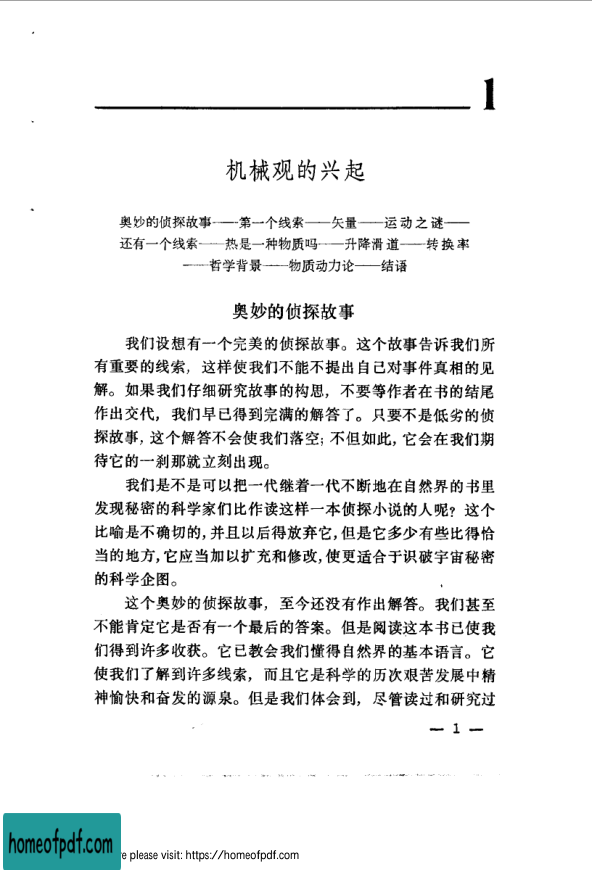 1
机械观的兴起
奥妙的侦探故事——第一个线索——矢量——运动之谜——
还有一个线索——热是一种物质吗——升降滑道——转换率
——哲学背景——物质动力论——结语
奥妙的侦探故事
我们设想有一个完美的侦探故事。这个故事告诉我们所
有重要的线索，这样使我们不能不提出自己对事件真相的见
解。如果我们仔细研究故事的构思，不要等作者在书的结尾
作出交代，我们早已得到完满的解答了。只要不是低劣的侦
探故事，这个解答不会使我们落空；不但如此，它会在我们期
待它的一刹那就立刻出现。
我们是不是可以把一代继着一代不断地在自然界的书里
发现秘密的科学家们比作读这样一本侦探小说的人呢？这个
比喻是不确切的，并且以后得放弃它，但是它多少有些比得恰
当的地方，它应当加以扩充和修改，使更适合于识破宇宙秘密
的科学企图。
这个奥妙的侦探故事，至今还没有作出解答。我们甚至
不能肯定它是否有一个最后的答案。但是阅读这本书已使我
们得到许多收获。它已教会我们懂得自然界的基本语言。它
使我们了解到许多线索，而且它是科学的历次艰苦发展中精
神愉快和奋发的源泉。但是我们体会到，尽管读过和研究过
— 1 —
homeofpdf.com
re please visit: https://homeofpdf.com